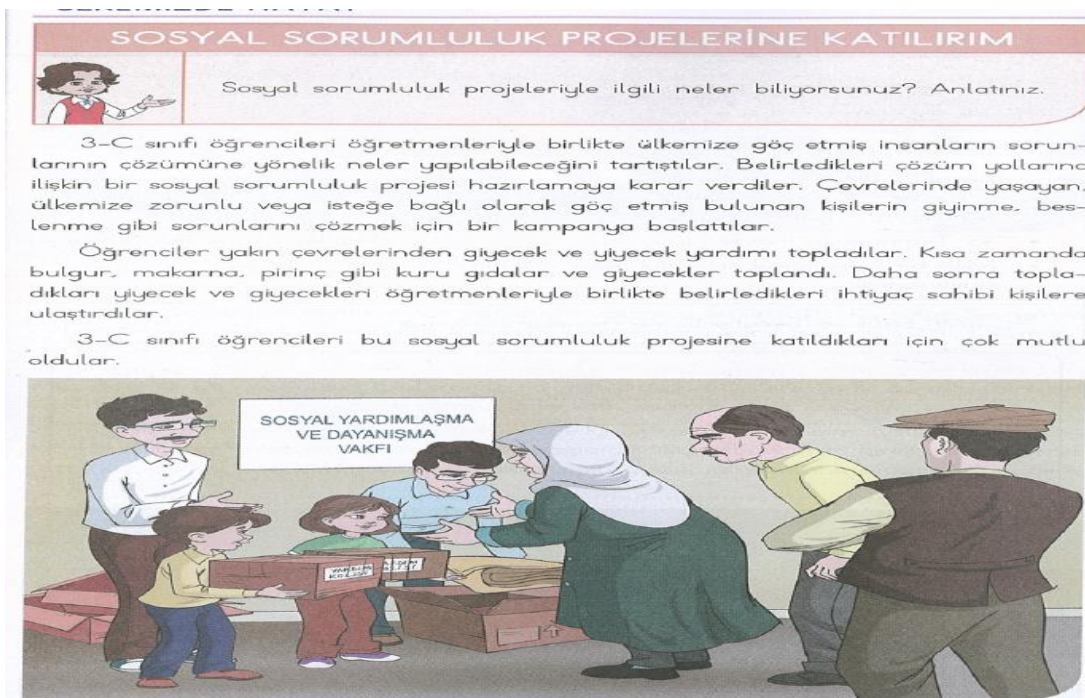 SOSYAL SORUMLULUK PROJELERİNE KATILIRIM
Sosyal sorumluluk projeleriyle ilgili neler biliyorsunuz? Anlatınız.
3-C sınıfı öğrencileri öğretmenleriyle birlikte ülkemize göç etmiş insanların sorun-
larının çözümüne yönelik neler yapılabileceğini tartıştılar. Belirledikleri çözüm yollarına
ilişkin bir sosyal sorumluluk projesi hazırlamaya karar verdiler. Çevrelerinde yaşayan,
ülkemize zorunlu veya isteğe bağlı olarak göç etmiş bulunan kişilerin giyinme, bes-
lenme gibi sorunlarını çözmek için bir kampanya başlattılar.
Öğrenciler yakın çevrelerinden giyecek ve yiyecek yardımı topladılar. Kısa zamanda
bulgur, makarna, pirinç gibi kuru gıdalar ve giyecekler toplandı. Daha sonra topla-
dıkları yiyecek ve giyecekleri öğretmenleriyle birlikte belirledikleri ihtiyaç sahibi kişilere
ulaştırdılar.
3-C sınıfı öğrencileri bu sosyal sorumluluk projesine katıldıkları için çok mutlu
oldular.
SOSYAL YARDIMLAŞMA
VE DAYANIŞMA
VAKFI
YARDIM
KOLİSİ